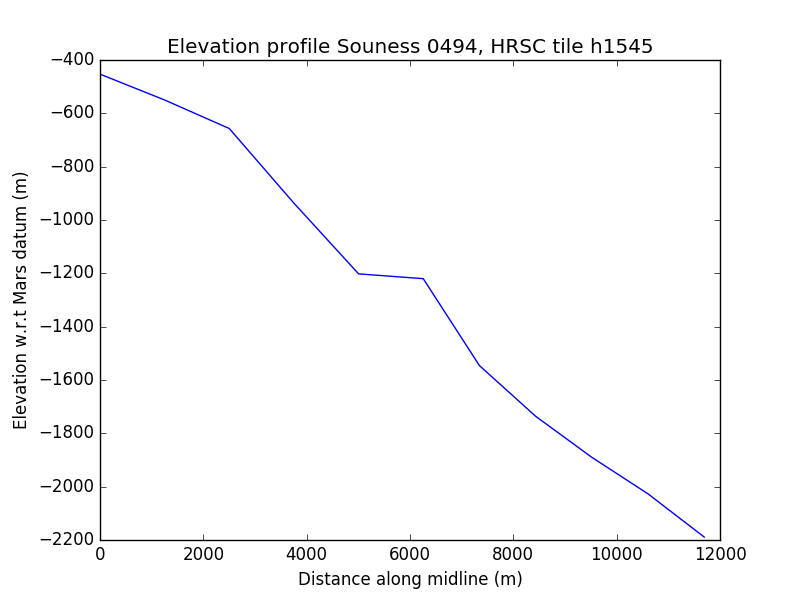 Elevation profile Souness 0494, HRSC tile h1545
−400
−600
−800
−1000
−1200
−1400
−1600
−1800
−2000
−2200
Elevation w.r.t Mars datum (m)
0 2000 4000 6000 8000 10000 12000
Distance along midline (m)